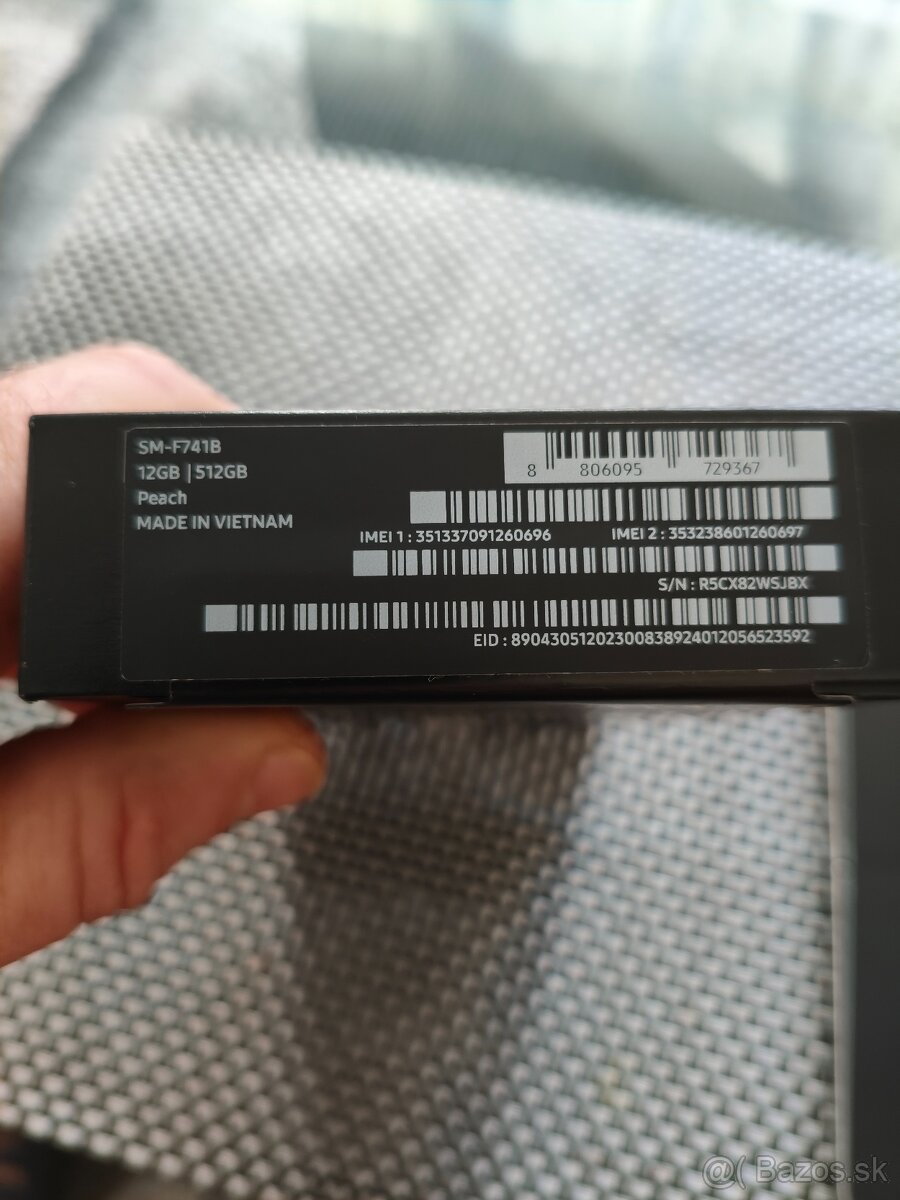 SM-F741B
12GB | 512GB
Peach
MADE IN VIETNAM
8 806095 729367
IMEI 1 : 351337091260696 IMEI 2 : 353238601260697
S/N : R5CX82WSJBX
EID : 89043051202300838924012056523592
@( Bazos.sk